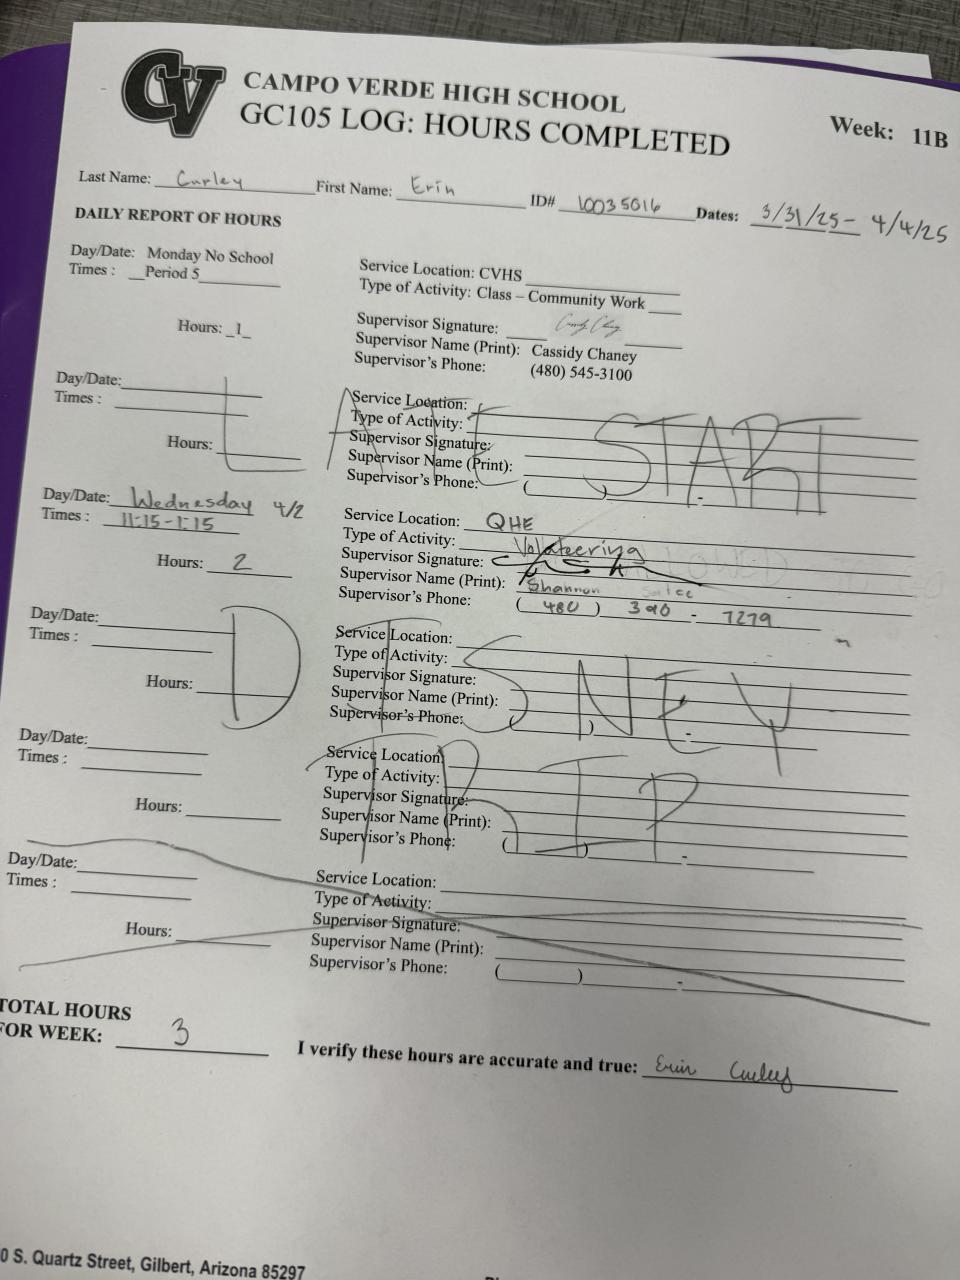 CV
CAMPO VERDE HIGH SCHOOL
GC105 LOG: HOURS COMPLETED
Week: 11B
Last Name: Curley First Name: Erin ID# 10035016 Dates: 3/31/25 - 4/4/25
DAILY REPORT OF HOURS
Day/Date: Monday No School
Times : Period 5
Hours: 1
Service Location: CVHS
Type of Activity: Class – Community Work
Supervisor Signature:
Supervisor Name (Print): Cassidy Chaney
Supervisor's Phone: (480) 545-3100
Day/Date:
Times :
Hours:
Service Location:
Type of Activity:
Supervisor Signature:
Supervisor Name (Print):
Supervisor's Phone: ( ) -
LATE START
Day/Date: Wednesday 4/2
Times : 11:15-1:15
Hours: 2
Service Location: QHE
Type of Activity: Volateering
Supervisor Signature:
Supervisor Name (Print): Shannon
Supervisor's Phone: (480) 390-7279
Day/Date:
Times :
Hours:
Service Location:
Type of Activity:
Supervisor Signature:
Supervisor Name (Print):
Supervisor's Phone: ( ) -
DISNEY
Day/Date:
Times :
Hours:
Service Location:
Type of Activity:
Supervisor Signature:
Supervisor Name (Print):
Supervisor's Phone: ( ) -
TRIP
Day/Date:
Times :
Hours:
Service Location:
Type of Activity:
Supervisor Signature:
Supervisor Name (Print):
Supervisor's Phone: ( ) -
TOTAL HOURS
FOR WEEK: 3
I verify these hours are accurate and true: Erin Curley
0 S. Quartz Street, Gilbert, Arizona 85297